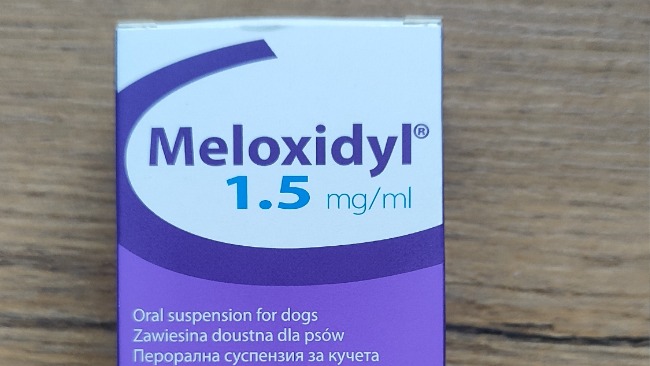 Meloxidyl®
1.5 mg/ml
Oral suspension for dogs
Zawiesina doustna dla psów
Перорална суспензия за кучета